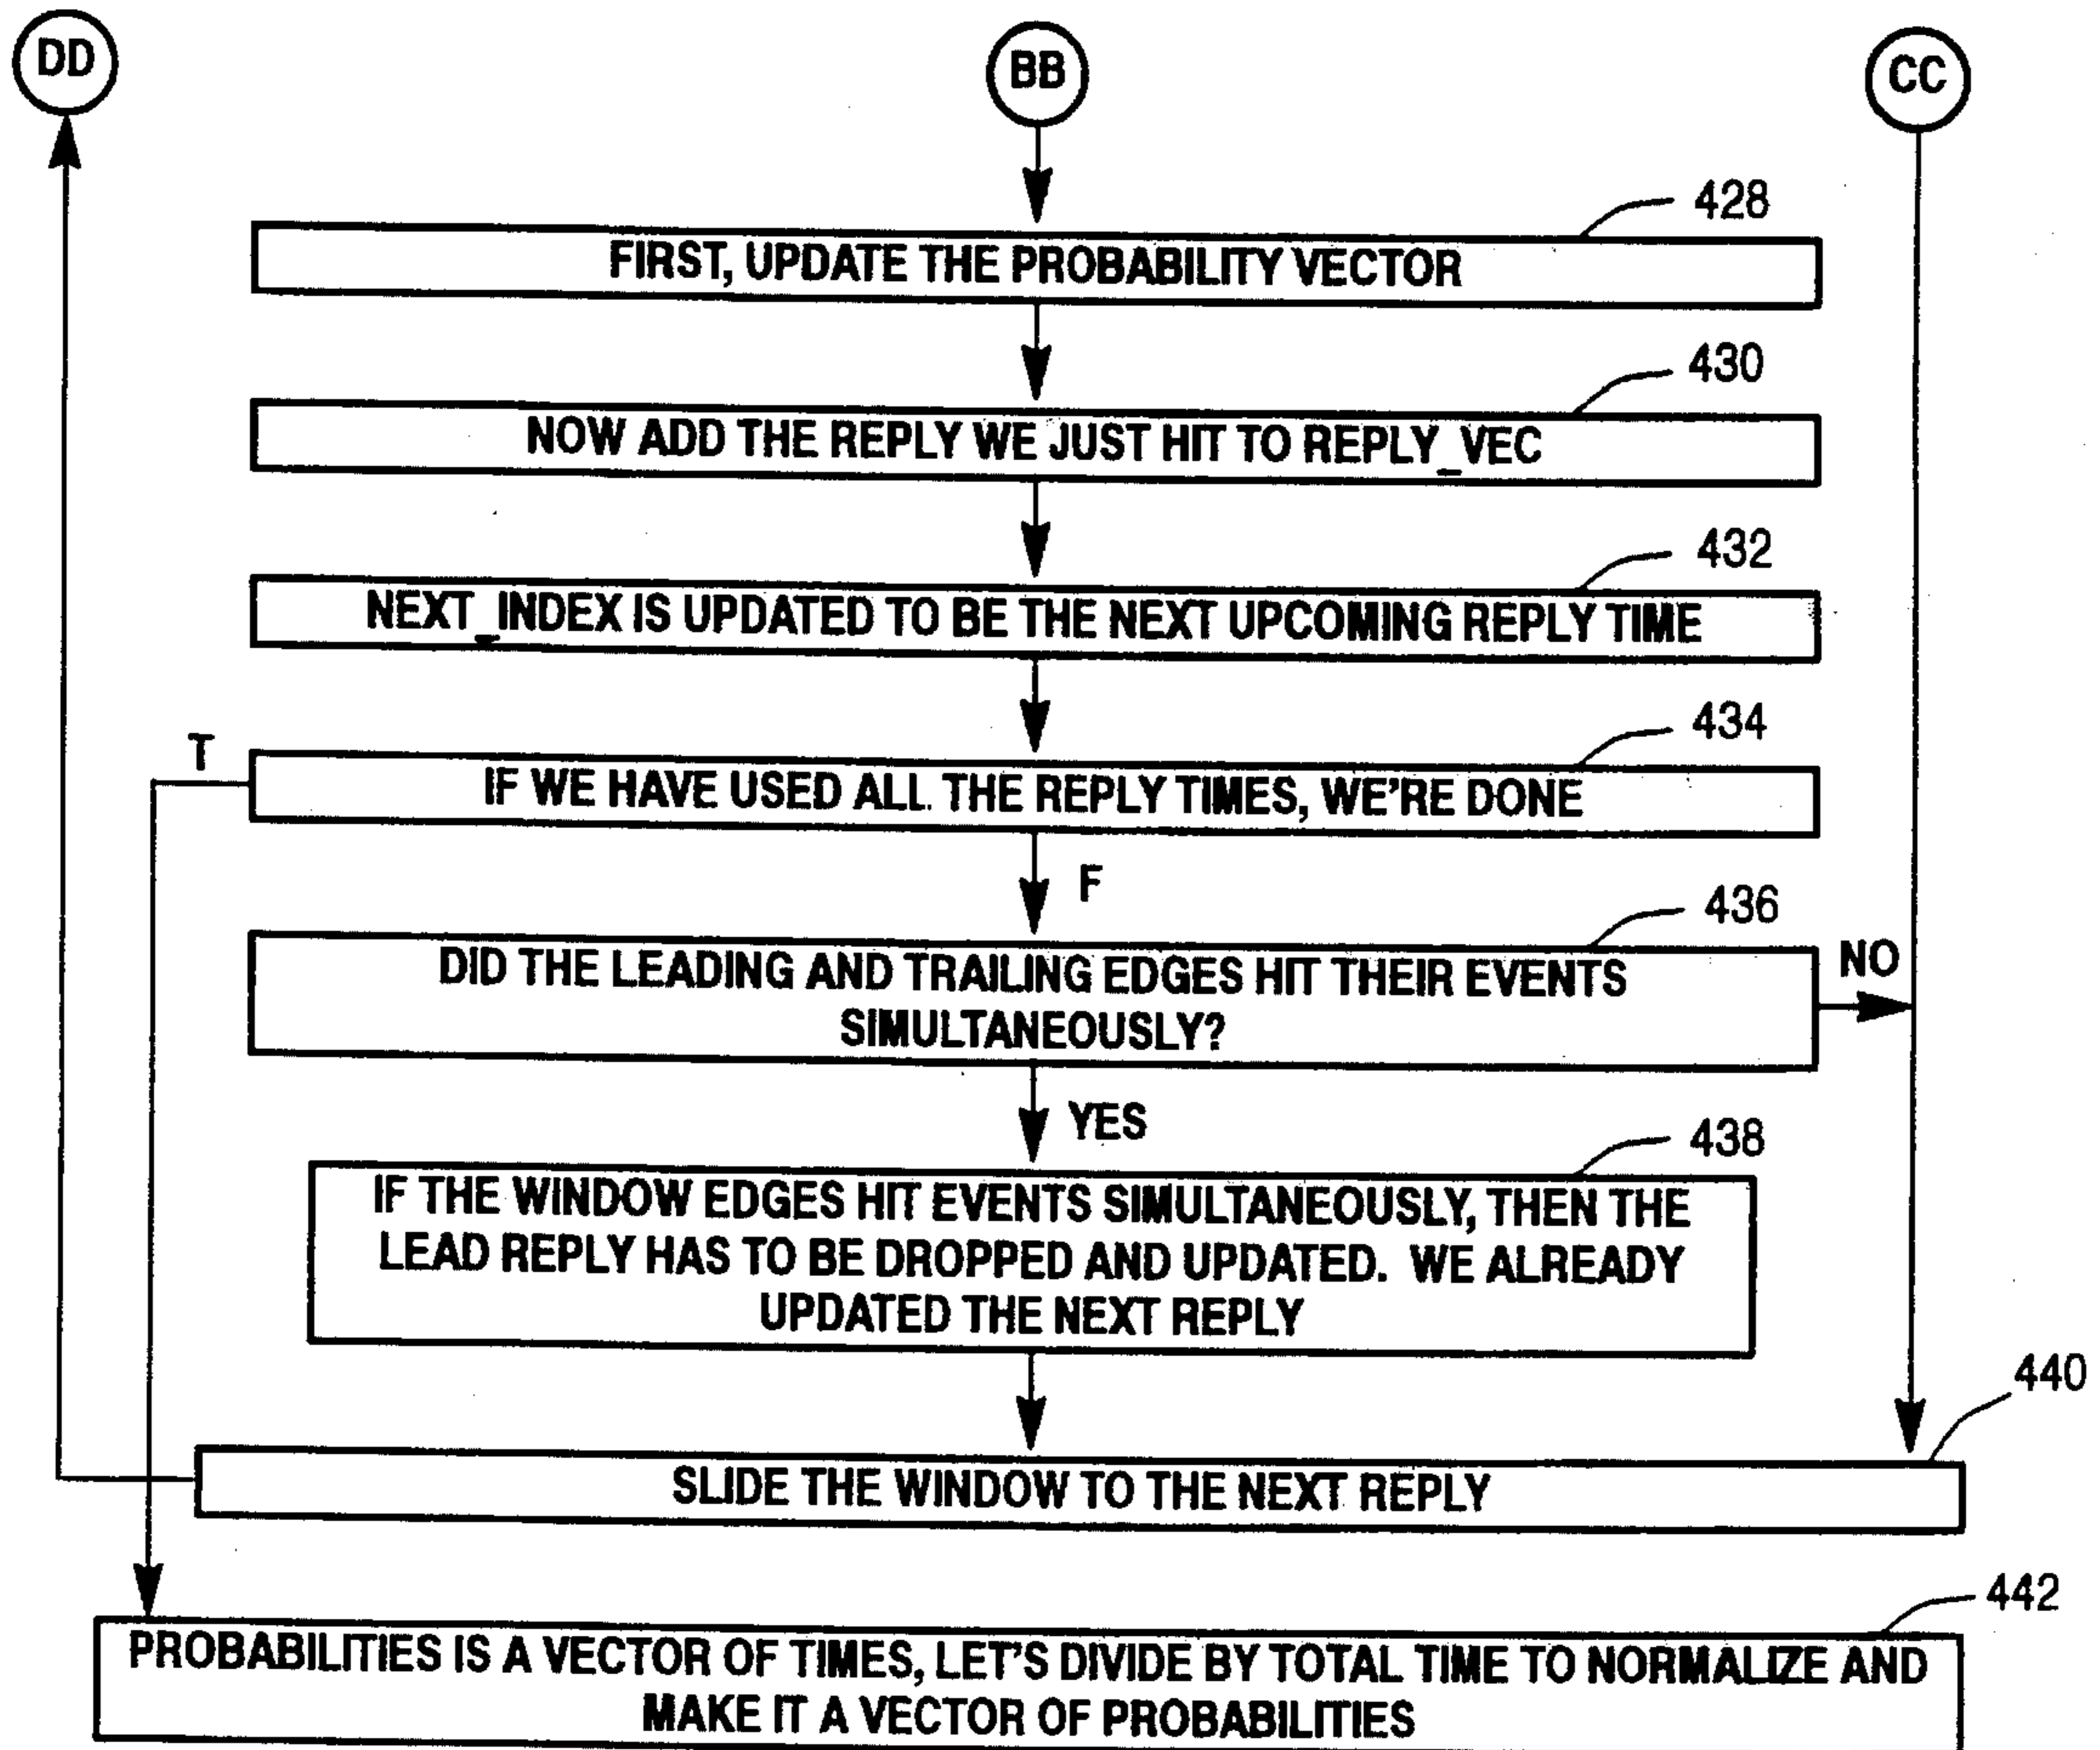 DD
BB
CC
428
FIRST, UPDATE THE PROBABILITY VECTOR
430
NOW ADD THE REPLY WE JUST HIT TO REPLY_VEC
432
NEXT_INDEX IS UPDATED TO BE THE NEXT UPCOMING REPLY TIME
434
T
IF WE HAVE USED ALL THE REPLY TIMES, WE'RE DONE
F
436
DID THE LEADING AND TRAILING EDGES HIT THEIR EVENTS
SIMULTANEOUSLY?
NO
YES
438
IF THE WINDOW EDGES HIT EVENTS SIMULTANEOUSLY, THEN THE
LEAD REPLY HAS TO BE DROPPED AND UPDATED. WE ALREADY
UPDATED THE NEXT REPLY
440
SLIDE THE WINDOW TO THE NEXT REPLY
442
PROBABILITIES IS A VECTOR OF TIMES, LET'S DIVIDE BY TOTAL TIME TO NORMALIZE AND
MAKE IT A VECTOR OF PROBABILITIES